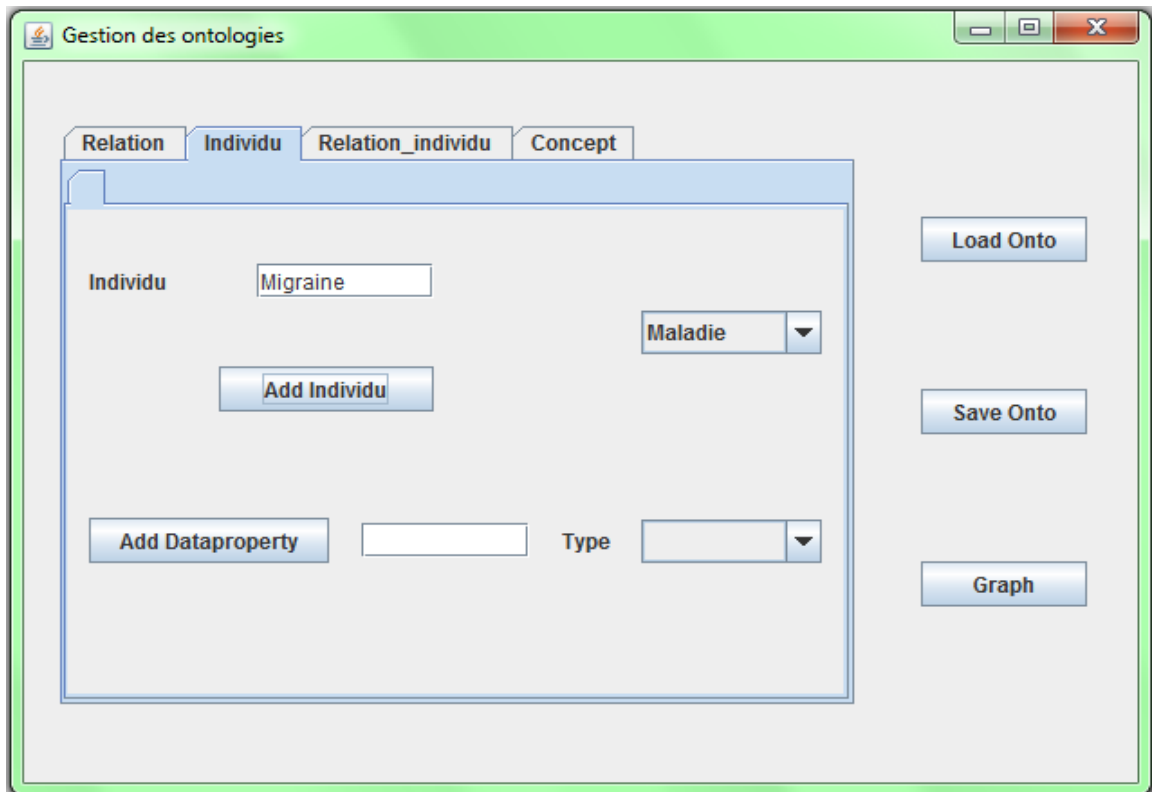 Gestion des ontologies
Relation Individu Relation_individu Concept
Load Onto
Individu Migraine
Maladie
Add Individu
Save Onto
Add Dataproperty Type
Graph